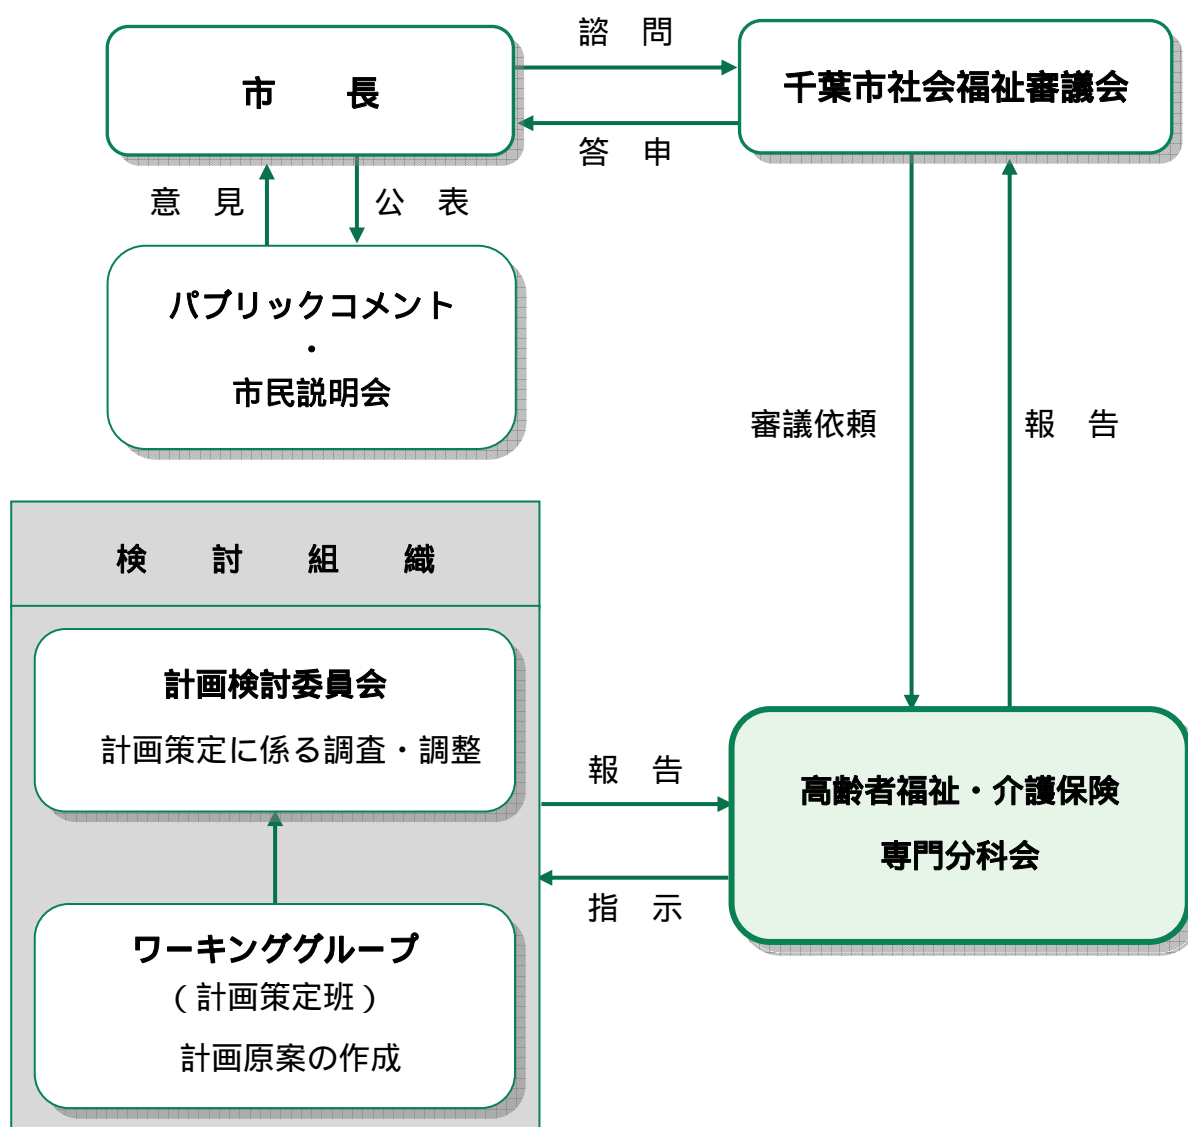 諮　問
市　　長
千葉市社会福祉審議会
答　申
意　見
公　表
パブリックコメント
・
市民説明会
審議依頼
報　告
検　討　組　織
計画検討委員会
計画策定に係る調査・調整
報　告
高齢者福祉・介護保険
専門分科会
指　示
ワーキンググループ
（計画策定班）
計画原案の作成